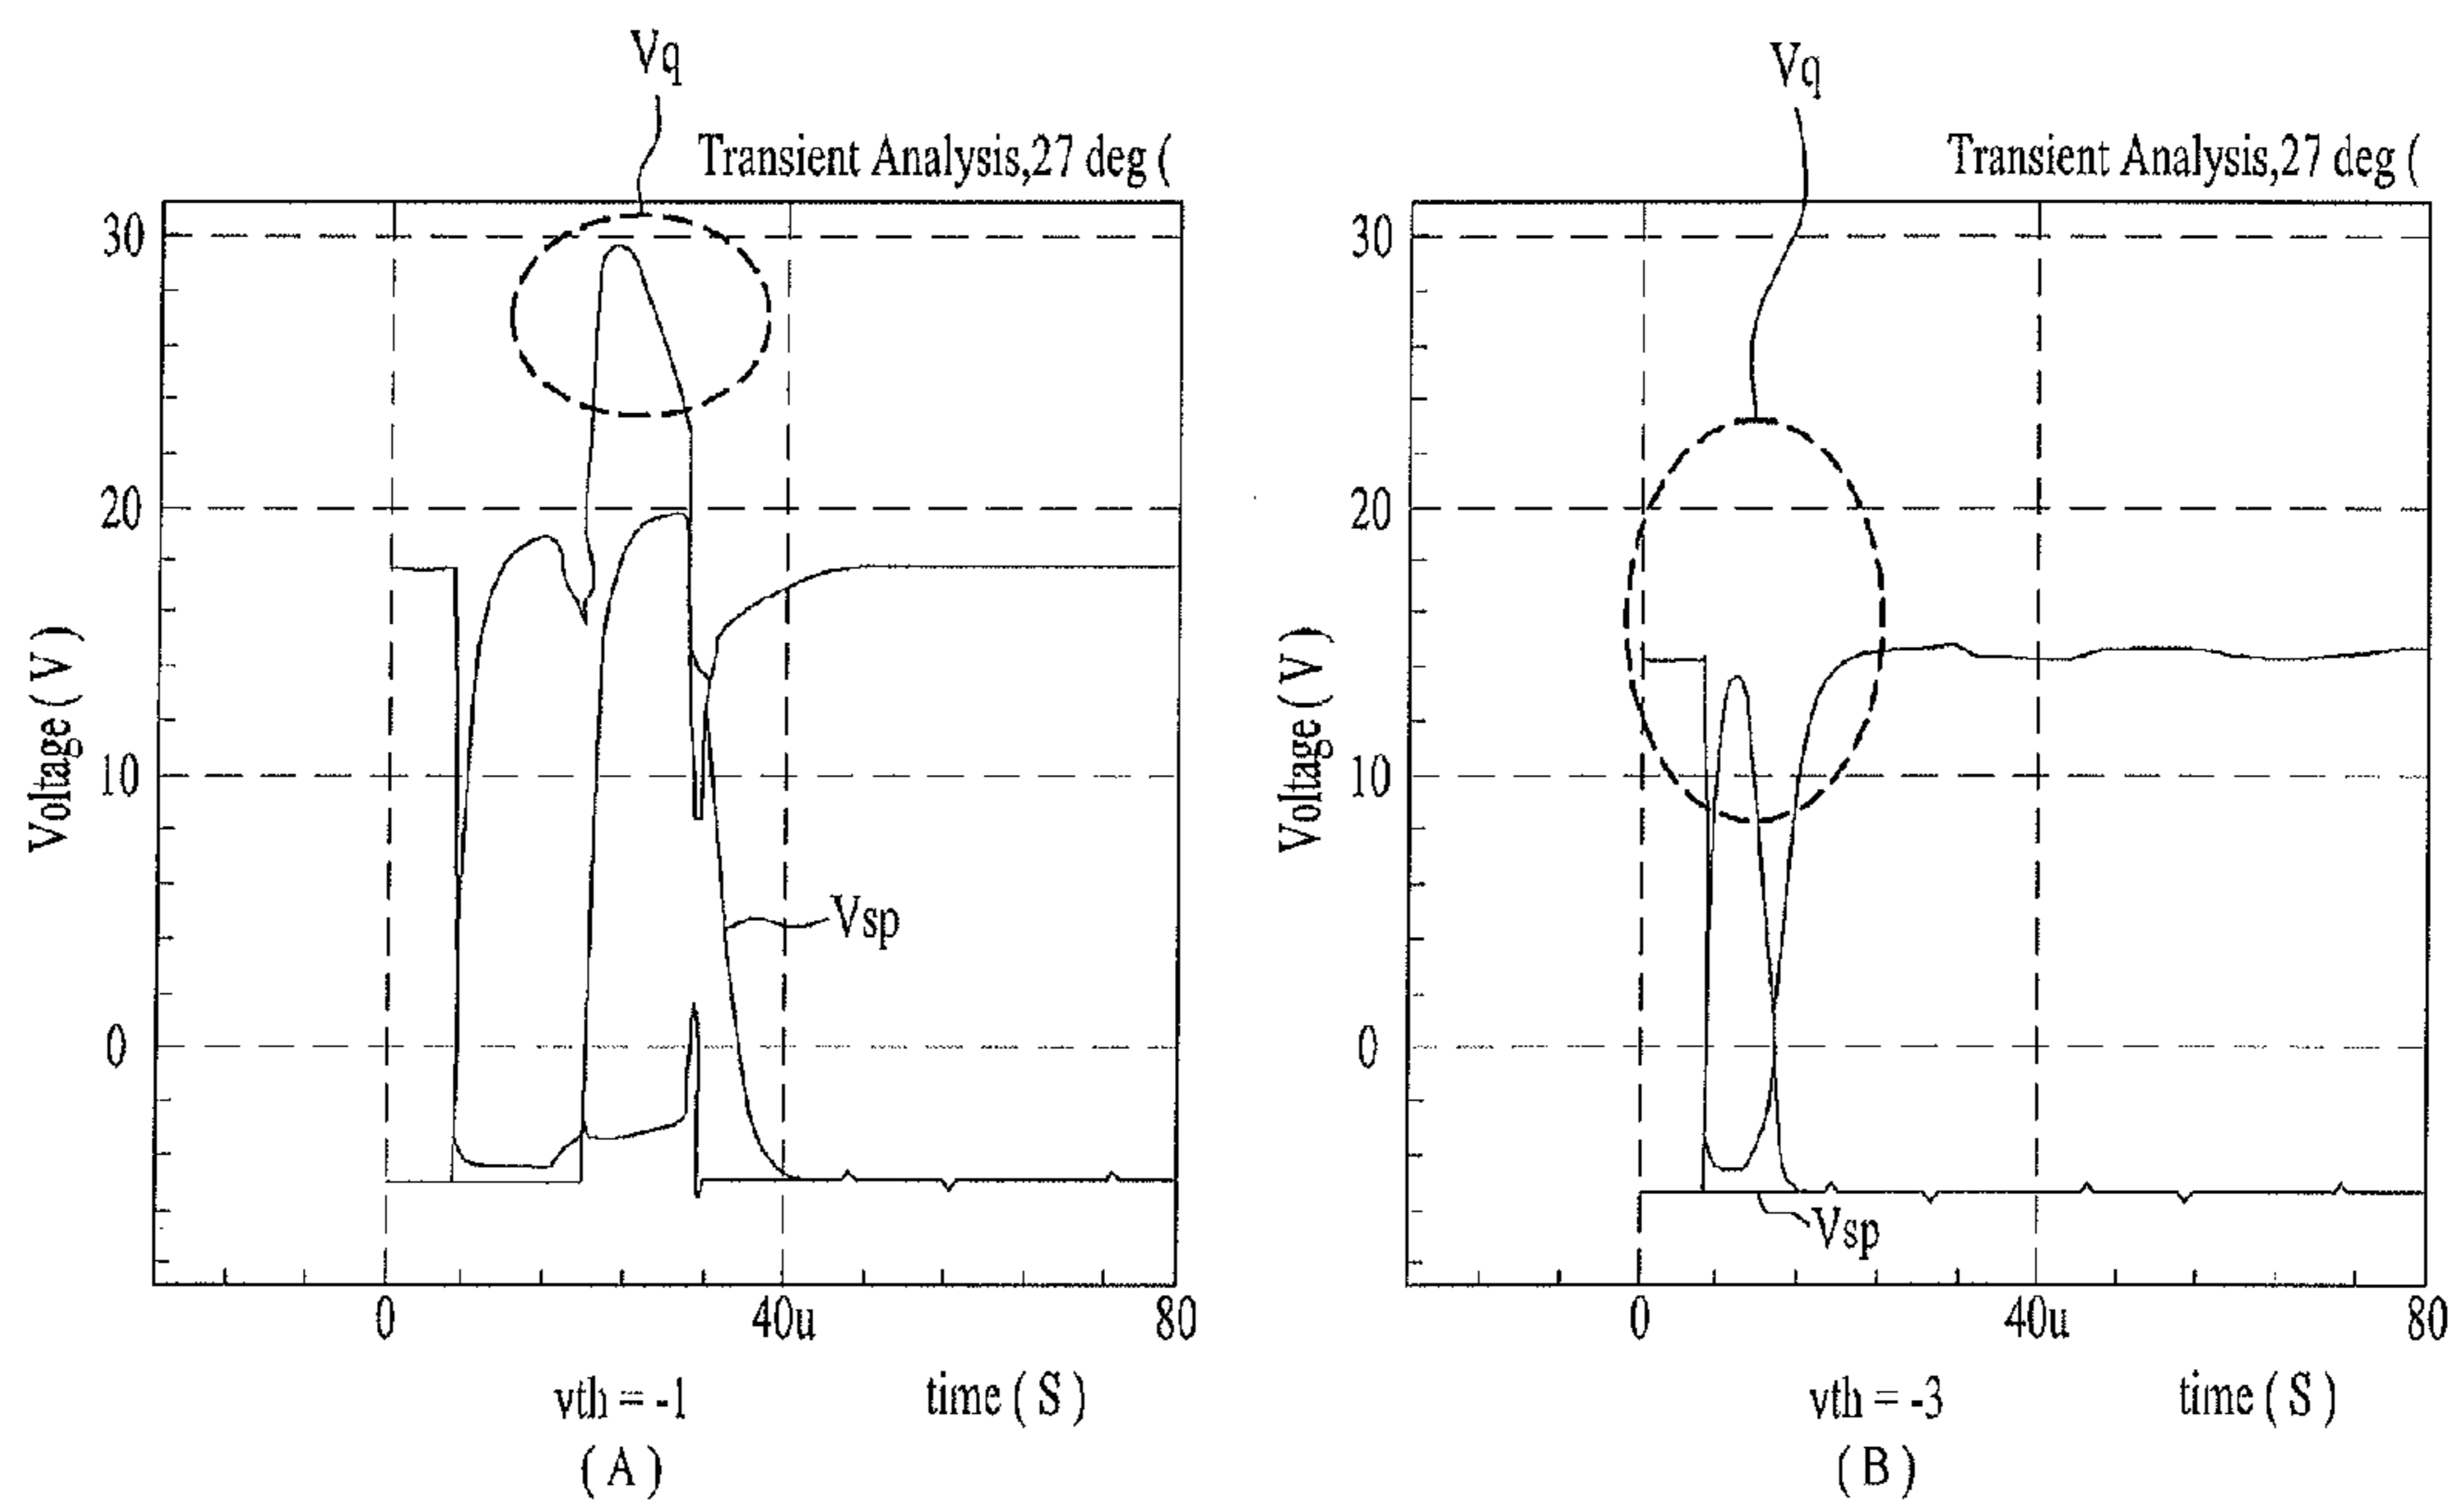 Vq
Transient Analysis,27 deg (
30
20
10
0
Voltage ( V )
Vsp
0
40u
80
vth = -1
time ( S )
( A )
Vq
Transient Analysis,27 deg (
30
20
10
0
Voltage ( V )
Vsp
0
40u
80
vth = -3
time ( S )
( B )